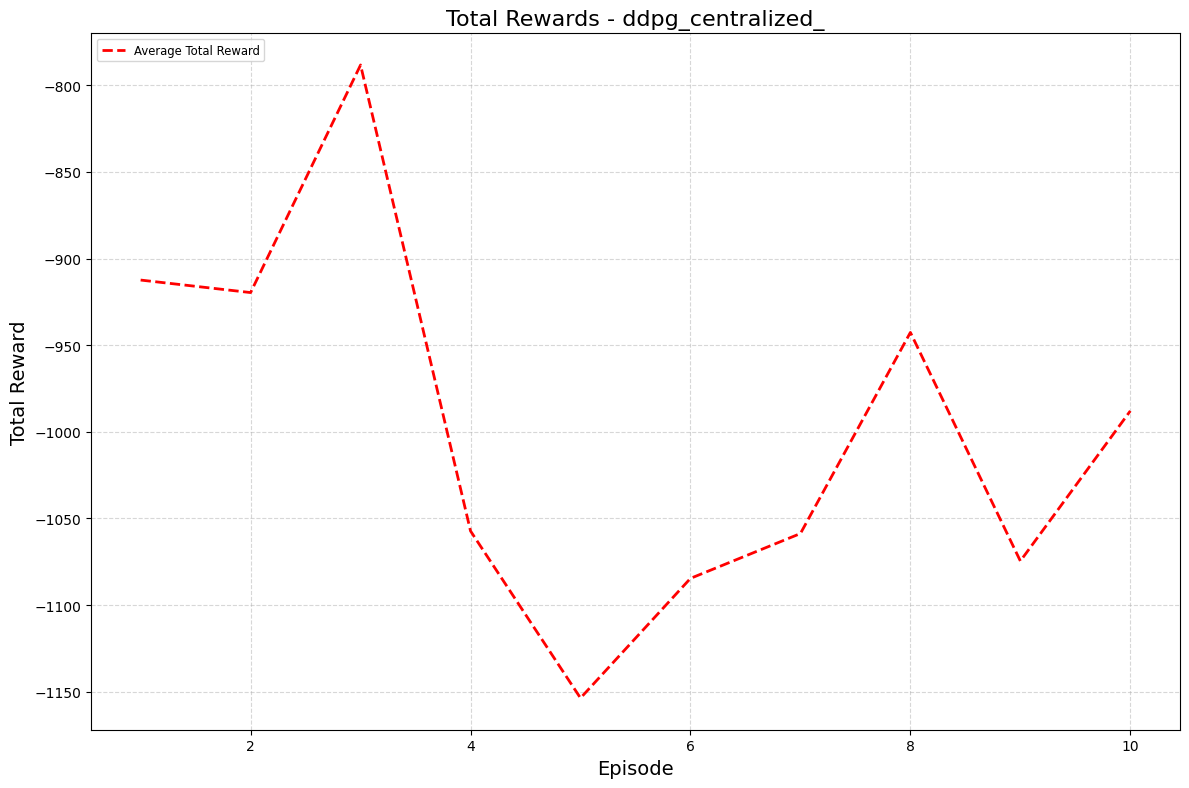 Total Rewards - ddpg_centralized_
Average Total Reward
−800
−850
−900
−950
−1000
−1050
−1100
−1150
Total Reward
2 4 6 8 10
Episode